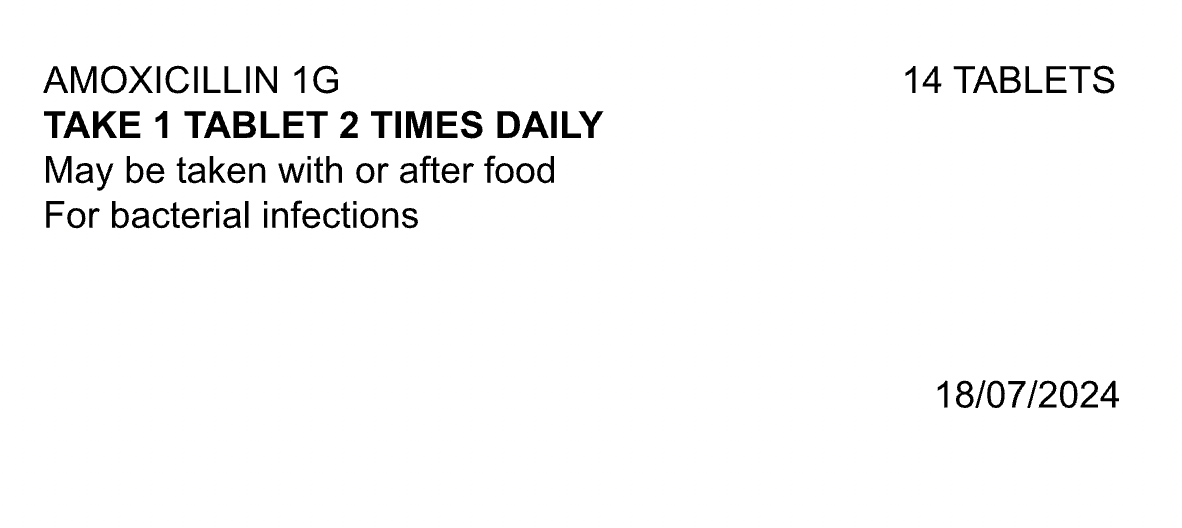 AMOXICILLIN 1G 14 TABLETS
TAKE 1 TABLET 2 TIMES DAILY
May be taken with or after food
For bacterial infections
18/07/2024